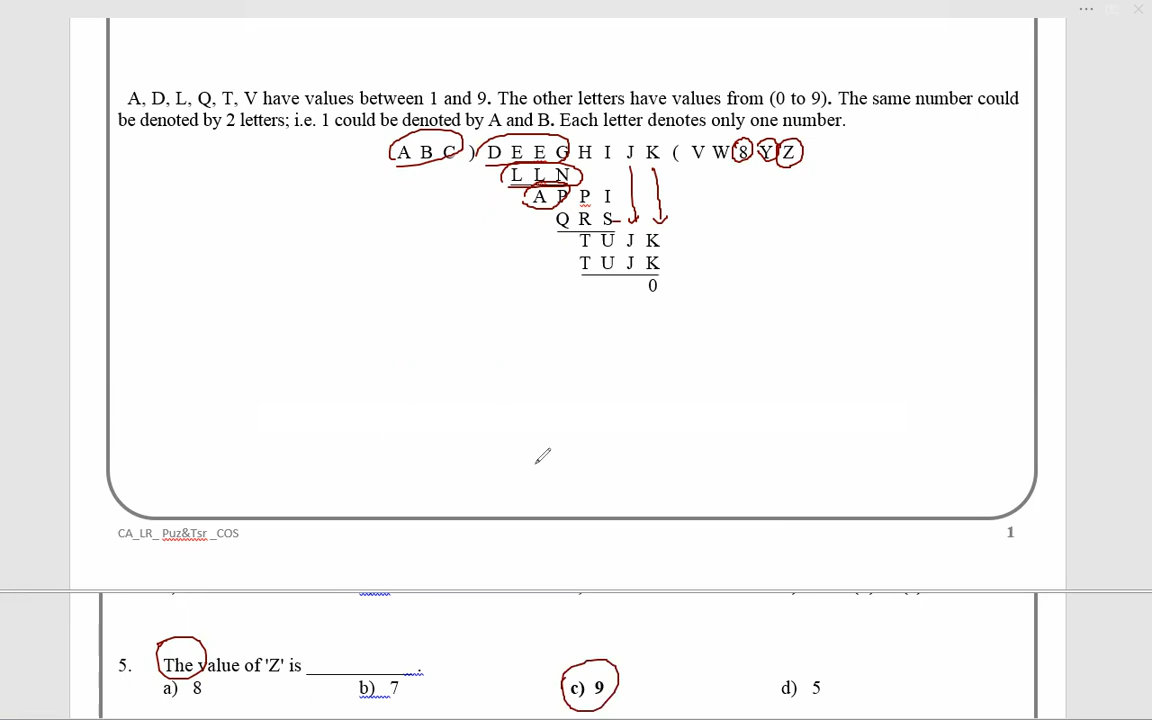 A, D, L, Q, T, V have values between 1 and 9. The other letters have values from (0 to 9). The same number could
be denoted by 2 letters; i.e. 1 could be denoted by A and B. Each letter denotes only one number.
A B C ) D E E G H I J K ( V W 8 Y Z
L L N
A P P I
Q R S
T U J K
T U J K
0
CA_LR_ Puz&Tsr _COS 1
5. The value of 'Z' is ____________.
a) 8 b) 7 c) 9 d) 5